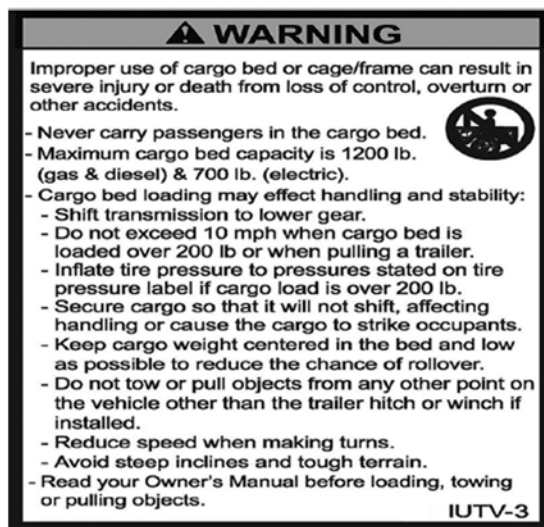 WARNING
Improper use of cargo bed or cage/frame can result in
severe injury or death from loss of control, overturn or
other accidents.
- Never carry passengers in the cargo bed.
- Maximum cargo bed capacity is 1200 lb.
(gas & diesel) & 700 lb. (electric).
- Cargo bed loading may effect handling and stability:
- Shift transmission to lower gear.
- Do not exceed 10 mph when cargo bed is
loaded over 200 lb or when pulling a trailer.
- Inflate tire pressure to pressures stated on tire
pressure label if cargo load is over 200 lb.
- Secure cargo so that it will not shift, affecting
handling or cause the cargo to strike occupants.
- Keep cargo weight centered in the bed and low
as possible to reduce the chance of rollover.
- Do not tow or pull objects from any other point on
the vehicle other than the trailer hitch or winch if
installed.
- Reduce speed when making turns.
- Avoid steep inclines and tough terrain.
- Read your Owner's Manual before loading, towing
or pulling objects.
IUTV-3